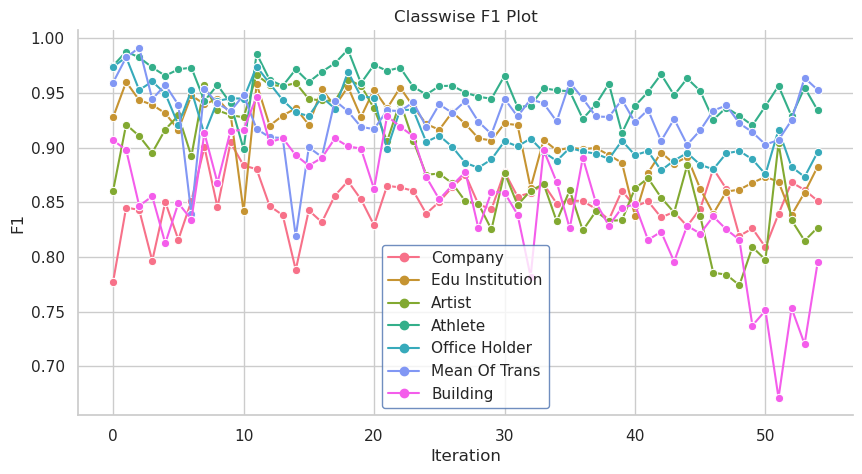 Classwise F1 Plot
1.00
0.95
0.90
0.85
0.80
0.75
0.70
F1
Company
Edu Institution
Artist
Athlete
Office Holder
Mean Of Trans
Building
0
10
20
30
40
50
Iteration